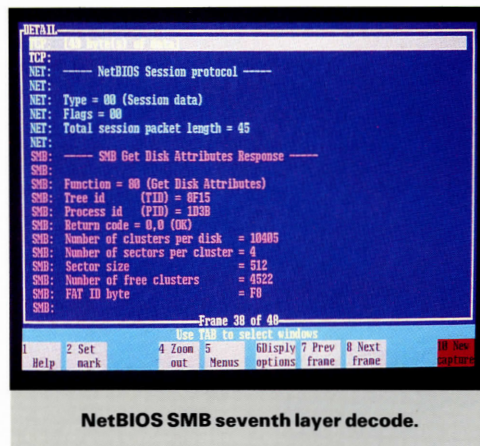 DETAIL
TCP: [49 byte(s) of data]
TCP:
NET: ----- NetBIOS Session protocol -----
NET:
NET: Type = 00 (Session data)
NET: Flags = 00
NET: Total session packet length = 45
NET:
SMB: ----- SMB Get Disk Attributes Response -----
SMB:
SMB: Function = 80 (Get Disk Attributes)
SMB: Tree id (TID) = 8F15
SMB: Process id (PID) = 1D3B
SMB: Return code = 0,0 (OK)
SMB: Number of clusters per disk = 10405
SMB: Number of sectors per cluster = 4
SMB: Sector size = 512
SMB: Number of free clusters = 4522
SMB: FAT ID byte = F8
SMB:
Frame 38 of 48
Use TAB to select windows
1 Help 2 Set mark 4 Zoom out 5 Menus 6Disply options 7 Prev frame 8 Next frame 10 New capture
NetBIOS SMB seventh layer decode.